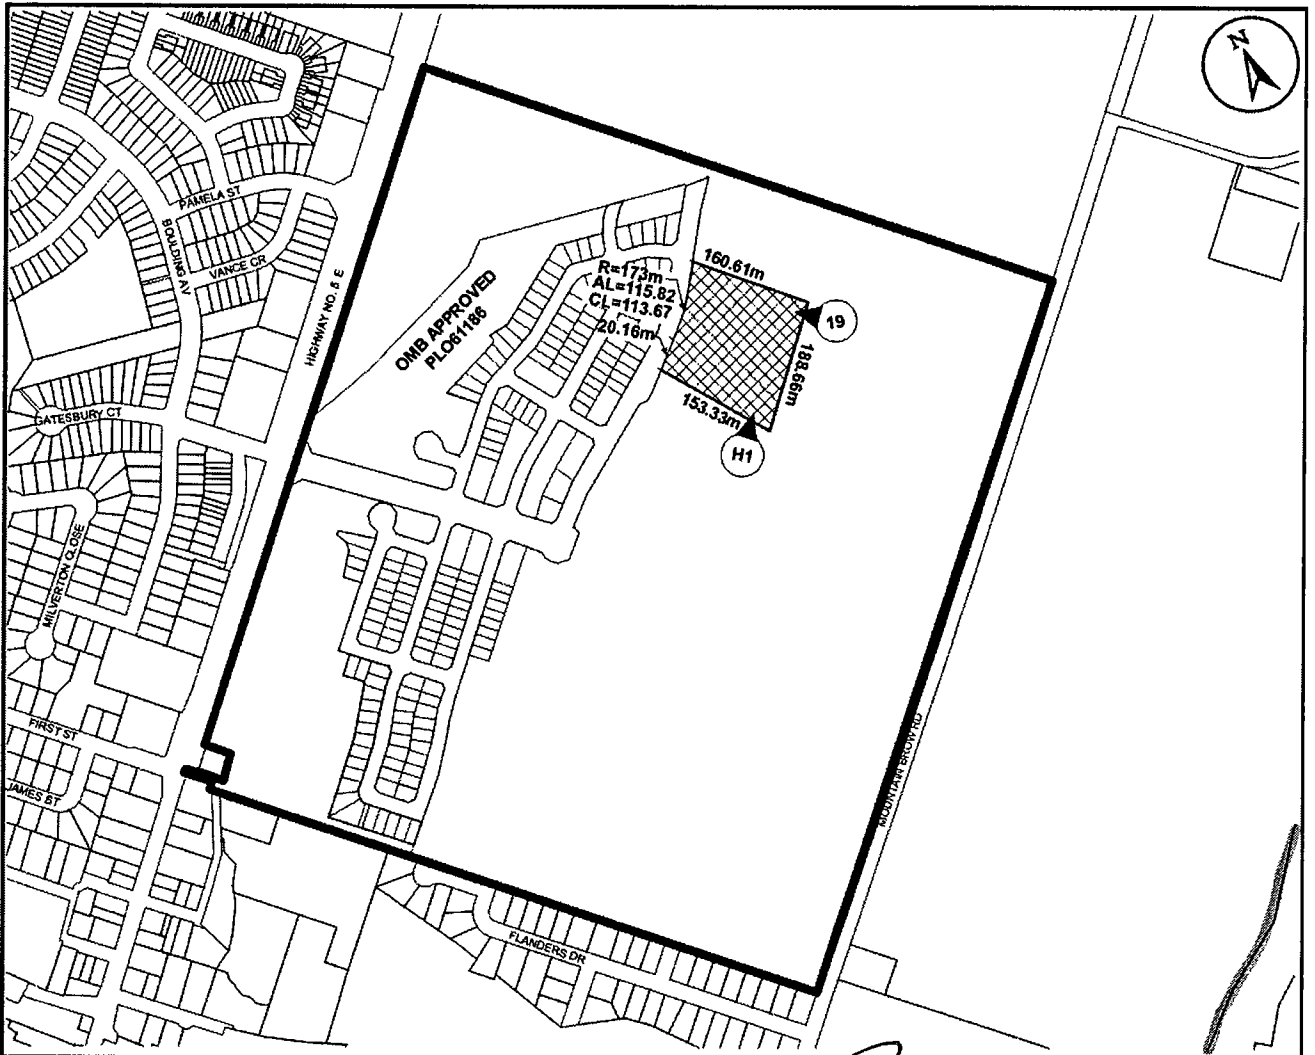 N
PAMELA ST
BOULDING AV
VANCE CR
HIGHWAY NO. 5 E
OMB APPROVED
PLO61186
R=173m
AL=115.82
CL=113.67
20.16m
160.61m
19
188.66m
153.33m
H1
GATESBURY CT
MILVERTON CLOSE
FIRST ST
JAMES ST
MOUNTAIN BROW RD
FLANDERS DR